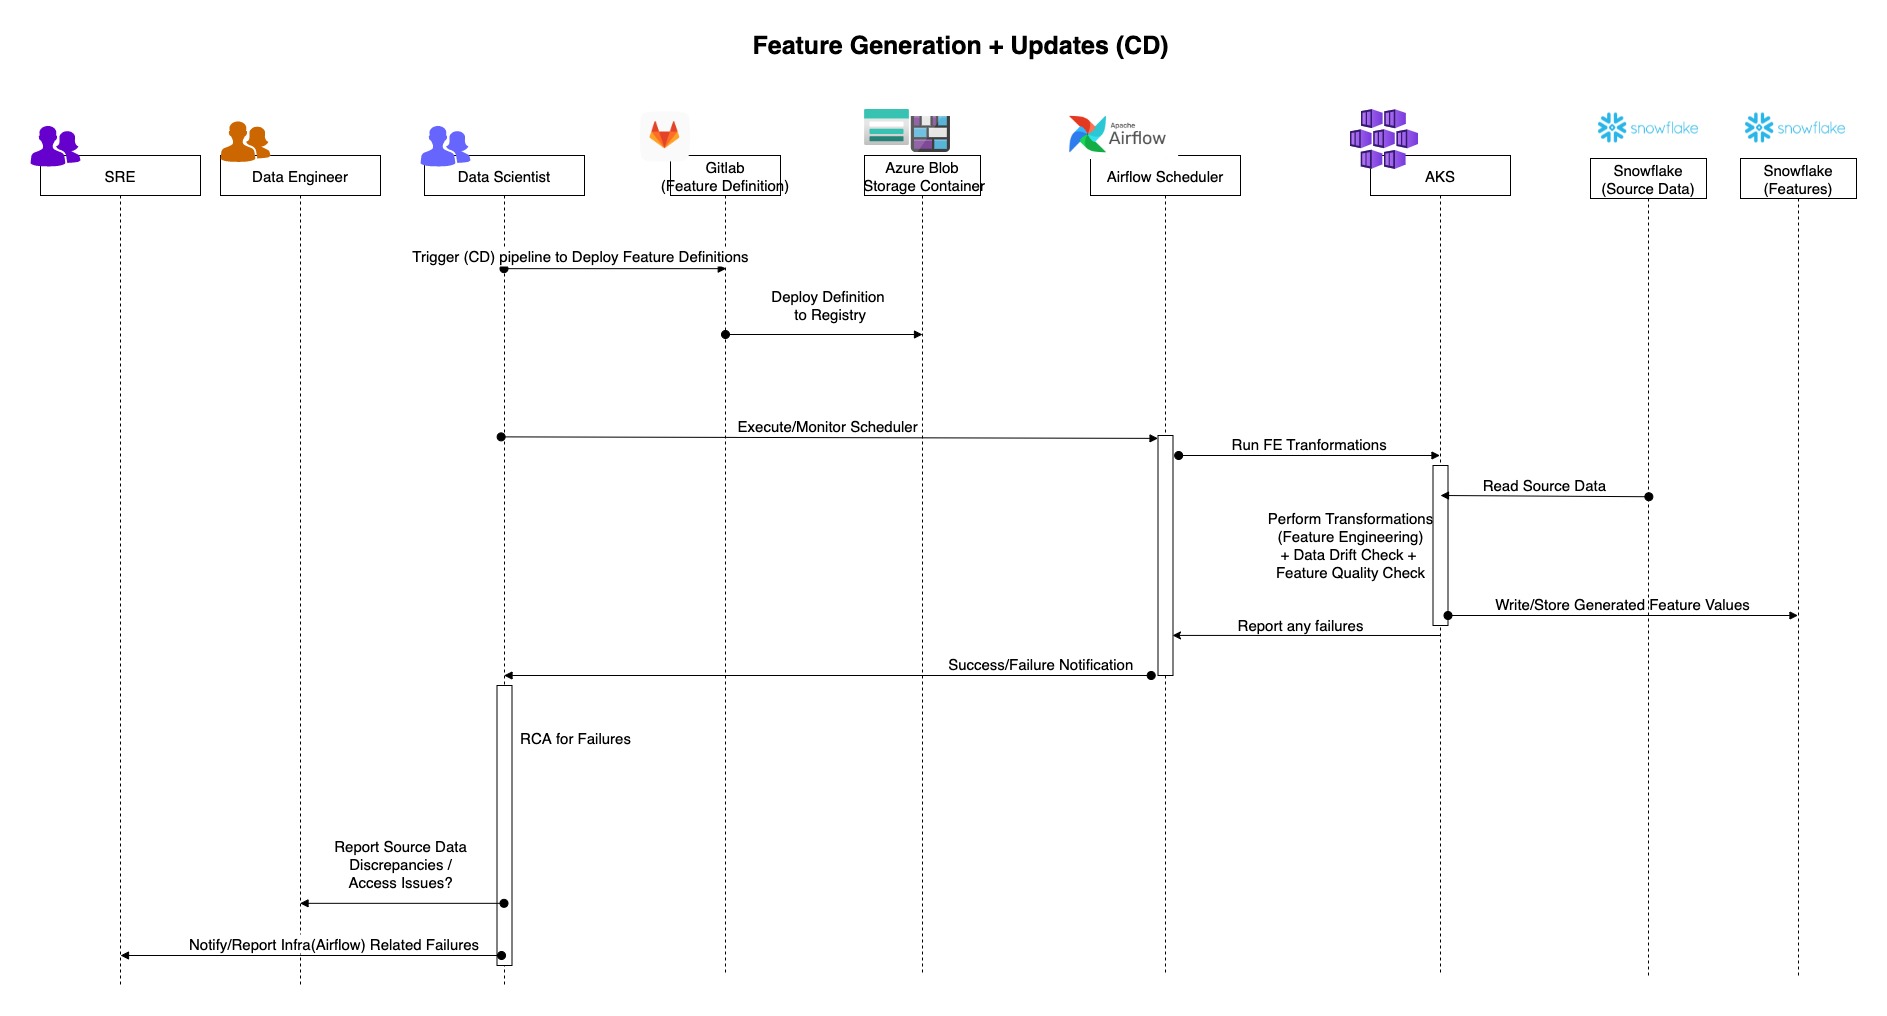 Feature Generation + Updates (CD)
Apache
Airflow
snowflake
snowflake
SRE
Data Engineer
Data Scientist
Gitlab
(Feature Definition)
Azure Blob
Storage Container
Airflow Scheduler
AKS
Snowflake
(Source Data)
Snowflake
(Features)
Trigger (CD) pipeline to Deploy Feature Definitions
Deploy Definition
to Registry
Execute/Monitor Scheduler
Run FE Tranformations
Read Source Data
Perform Transformations
(Feature Engineering)
+ Data Drift Check +
Feature Quality Check
Write/Store Generated Feature Values
Report any failures
Success/Failure Notification
RCA for Failures
Report Source Data
Discrepancies /
Access Issues?
Notify/Report Infra(Airflow) Related Failures